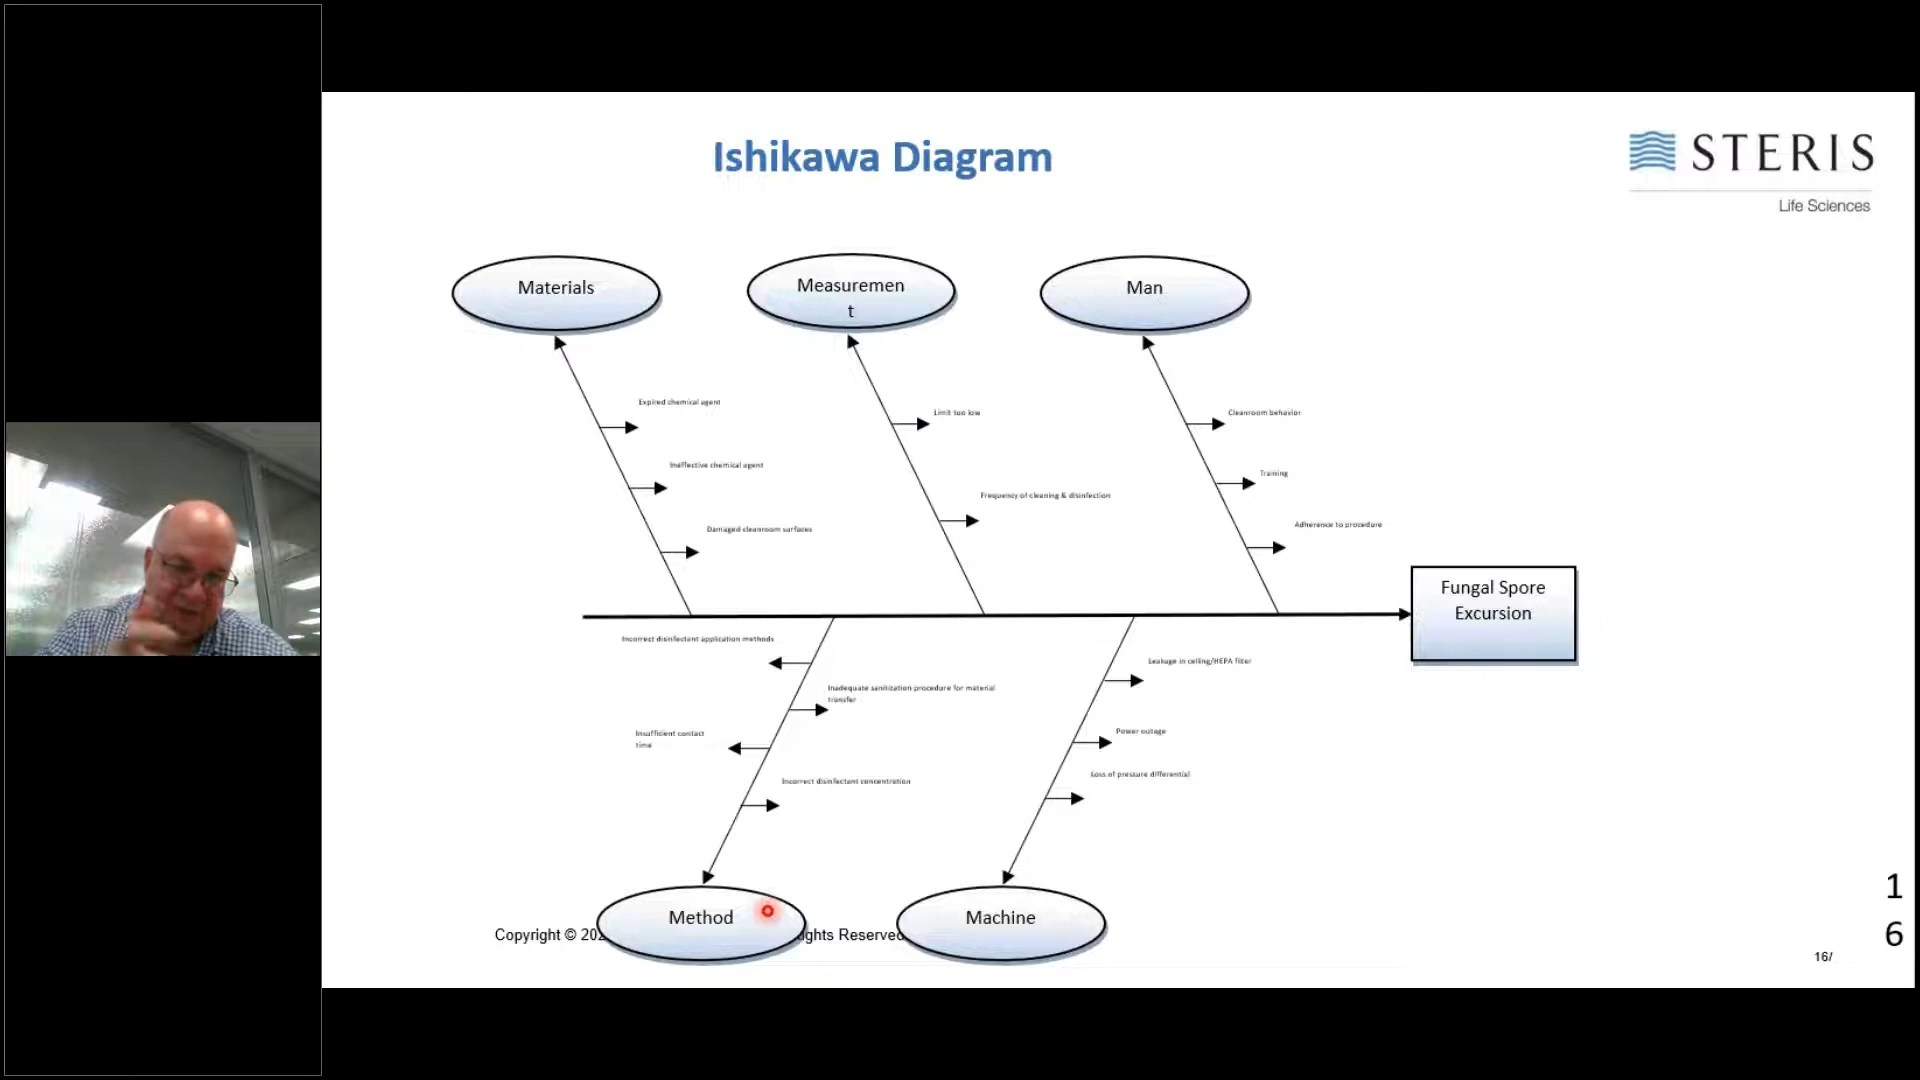 Ishikawa Diagram
STERIS
Life Sciences
Materials
Measuremen
t
Man
Expired chemical agent
Limit too low
Cleanroom behavior
Ineffective chemical agent
Training
Frequency of cleaning & disinfection
Damaged cleanroom surfaces
Adherence to procedure
Fungal Spore
Excursion
Incorrect disinfectant application methods
Leakage in ceiling/HEPA filter
Inadequate sanitization procedure for material
transfer
Insufficient contact
time
Power outage
Loss of pressure differential
Incorrect disinfectant concentration
Method
Machine
Copyright © 202 ights Reserved
1
6
16/